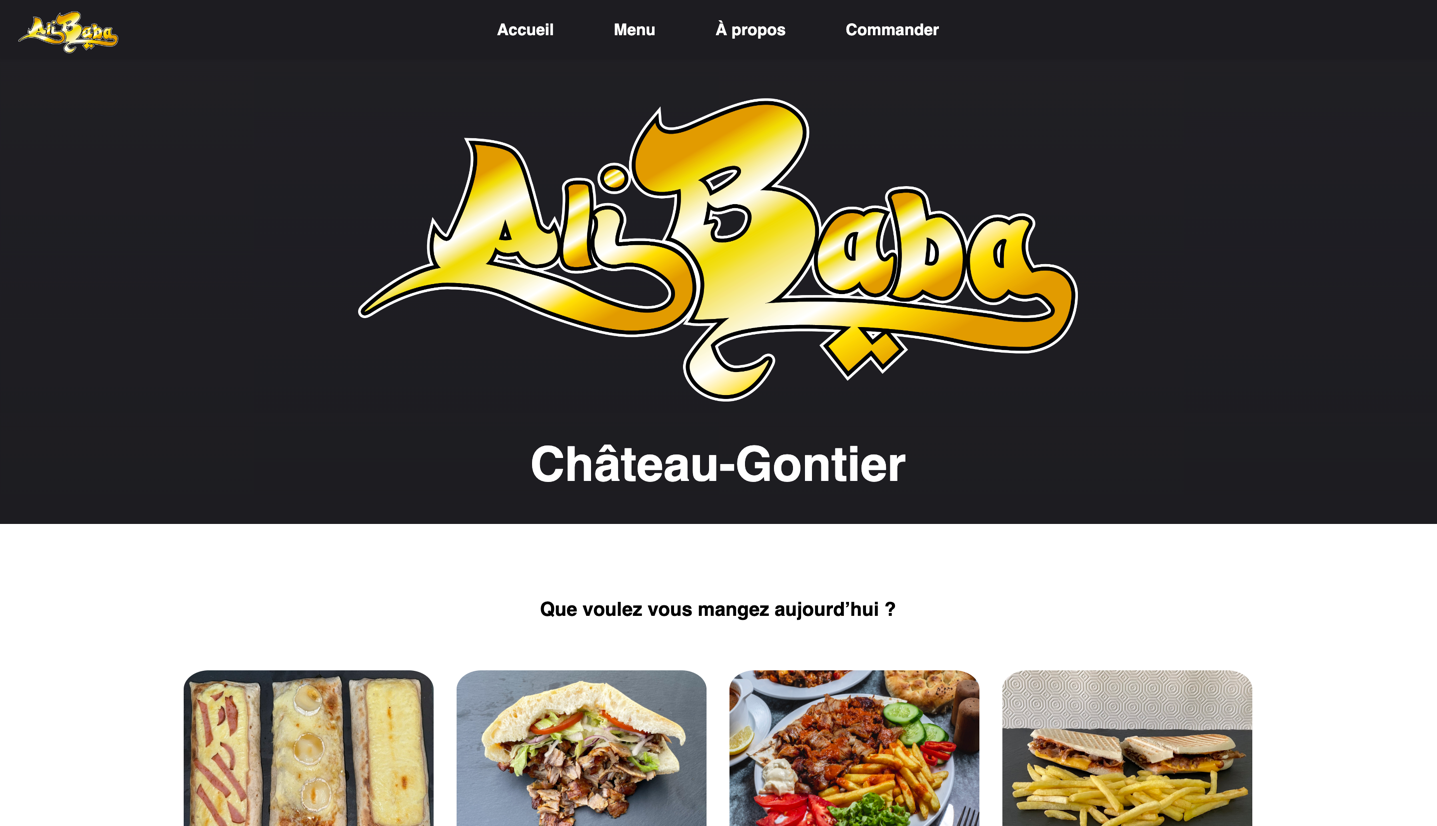 Ali Baba
Accueil Menu À propos Commander
Ali Baba
Château-Gontier
Que voulez vous mangez aujourd’hui ?